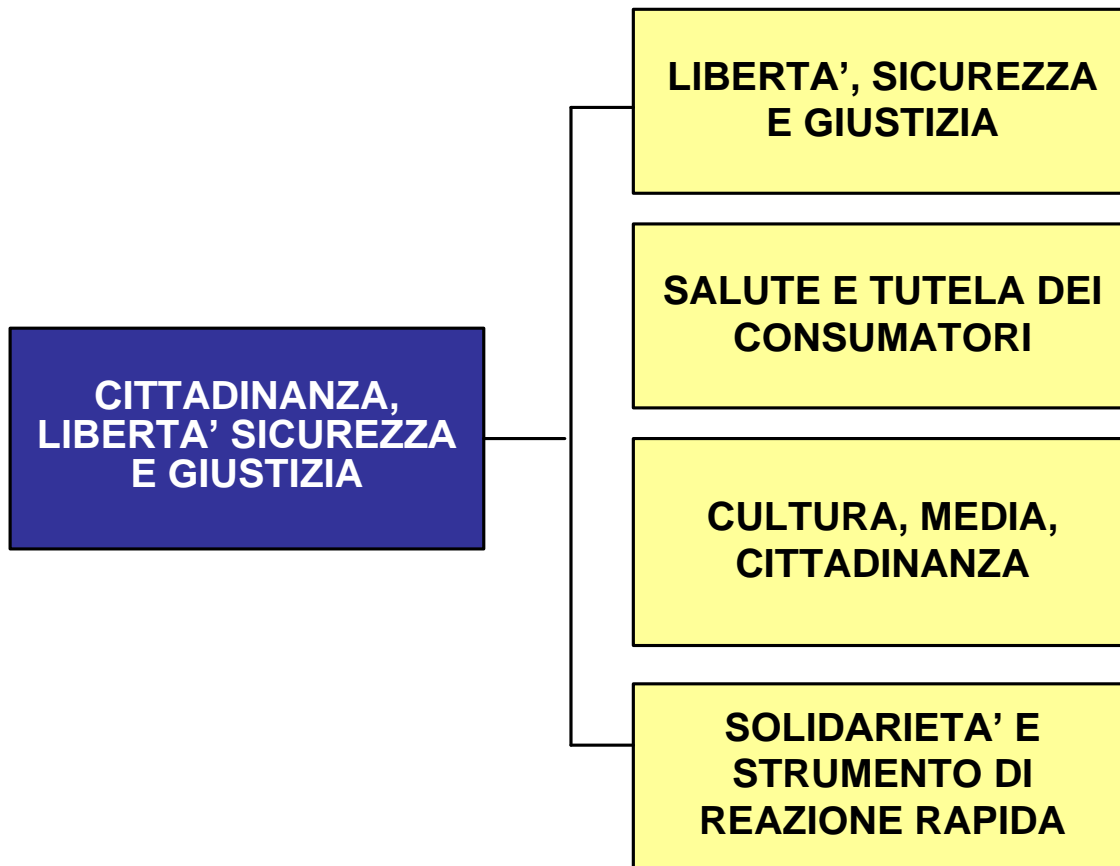 CITTADINANZA,
LIBERTA’ SICUREZZA
E GIUSTIZIA
LIBERTA’, SICUREZZA
E GIUSTIZIA
SALUTE E TUTELA DEI
CONSUMATORI
CULTURA, MEDIA,
CITTADINANZA
SOLIDARIETA’ E
STRUMENTO DI
REAZIONE RAPIDA